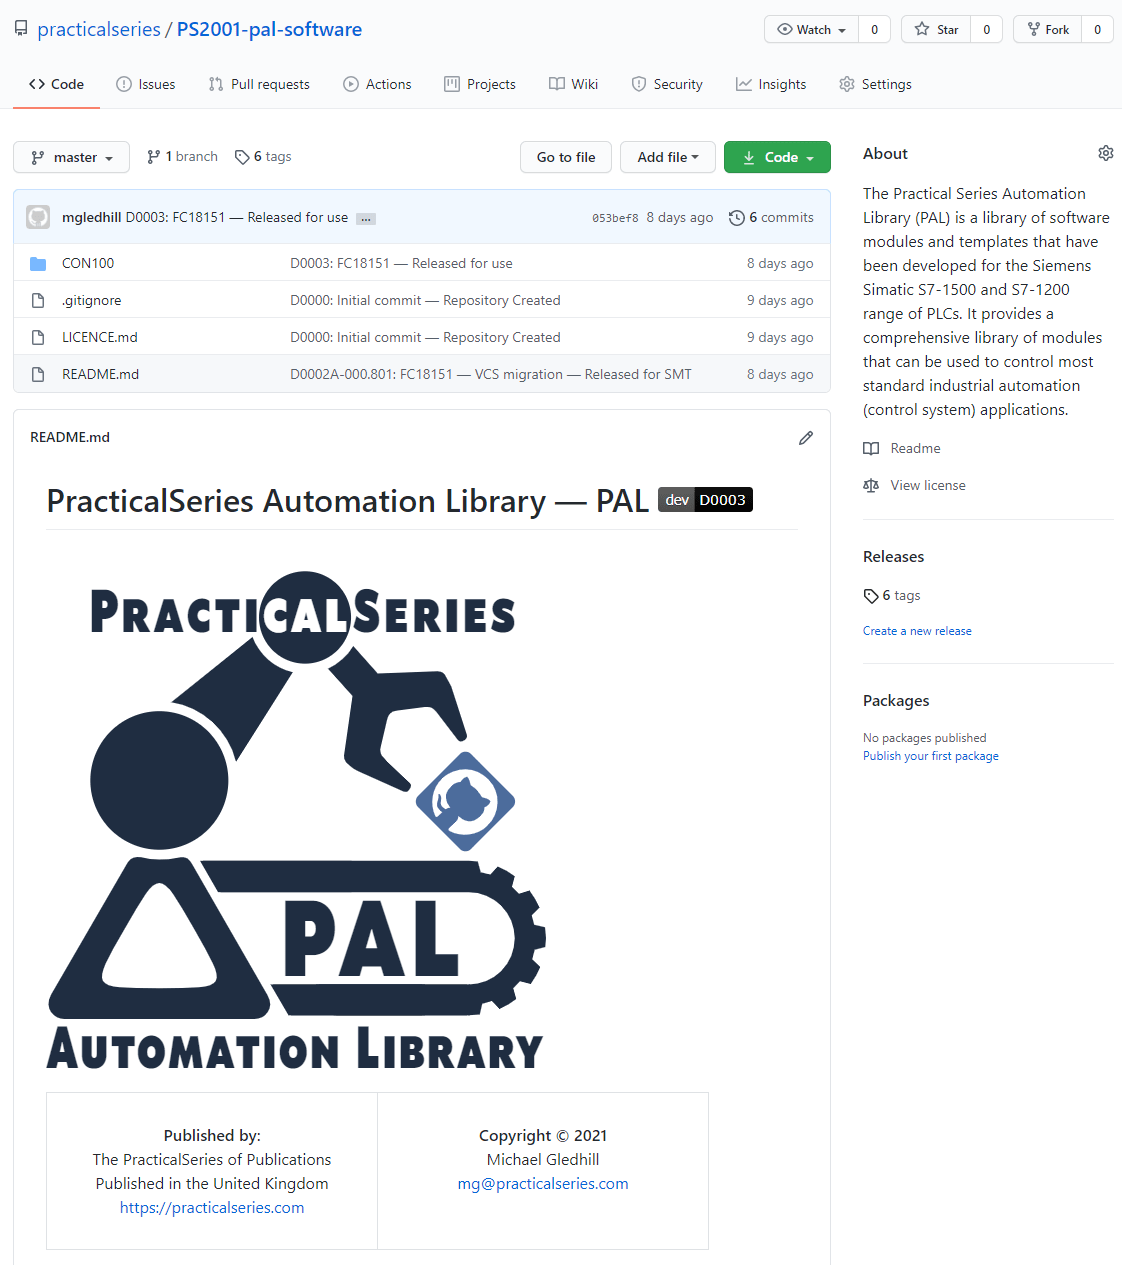 practicalseries / PS2001-pal-software
Watch 0
Star 0
Fork 0
Code
Issues
Pull requests
Actions
Projects
Wiki
Security
Insights
Settings
master
1 branch
6 tags
Go to file
Add file
Code
mgledhill D0003: FC18151 — Released for use ...
053bef8 8 days ago
6 commits
CON100 D0003: FC18151 — Released for use 8 days ago
.gitignore D0000: Initial commit — Repository Created 9 days ago
LICENCE.md D0000: Initial commit — Repository Created 9 days ago
README.md D0002A-000.801: FC18151 — VCS migration — Released for SMT 8 days ago
README.md
PracticalSeries Automation Library — PAL dev D0003
PRACTICALSERIES
PAL
AUTOMATION LIBRARY
Published by:
The PracticalSeries of Publications
Published in the United Kingdom
https://practicalseries.com
Copyright © 2021
Michael Gledhill
mg@practicalseries.com
About
The Practical Series Automation
Library (PAL) is a library of software
modules and templates that have
been developed for the Siemens
Simatic S7-1500 and S7-1200
range of PLCs. It provides a
comprehensive library of modules
that can be used to control most
standard industrial automation
(control system) applications.
Readme
View license
Releases
6 tags
Create a new release
Packages
No packages published
Publish your first package